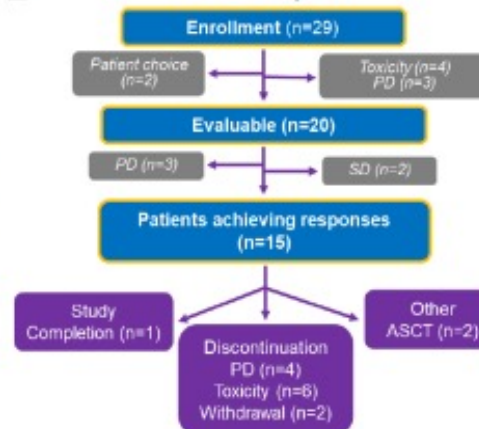 Enrollment (n=29)
Patient choice
(n=2)
Toxicity (n=4)
PD (n=3)
Evaluable (n=20)
PD (n=3)
SD (n=2)
Patients achieving responses
(n=15)
Study
Completion (n=1)
Discontinuation
PD (n=4)
Toxicity (n=6)
Withdrawal (n=2)
Other
ASCT (n=2)